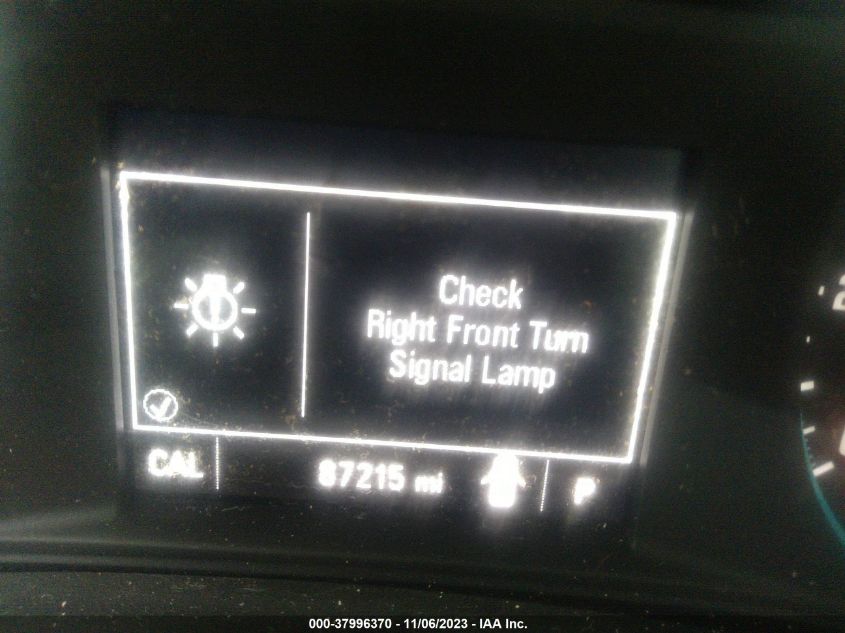 Check
Right Front Turn
Signal Lamp
CAL
87215 mi
P
000-37996370 - 11/06/2023 - IAA Inc.